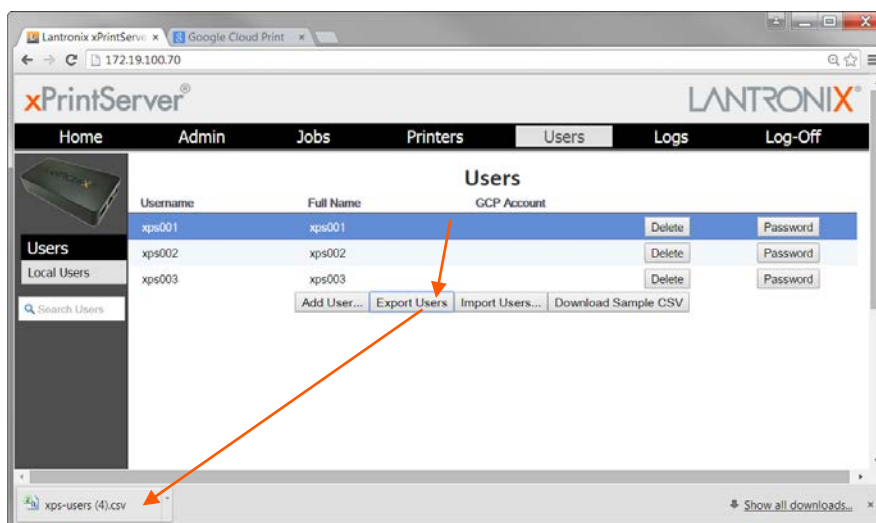 Lantronix xPrintServe × Google Cloud Print ×
172.19.100.70
xPrintServer® LANTRONIX®
Home Admin Jobs Printers Users Logs Log-Off
LANTRONIX
Users
Username Full Name GCP Account
xps001 xps001 Delete Password
Users
xps002 xps002 Delete Password
Local Users
xps003 xps003 Delete Password
Search Users
Add User... Export Users Import Users... Download Sample CSV
xps-users (4).csv Show all downloads... ×